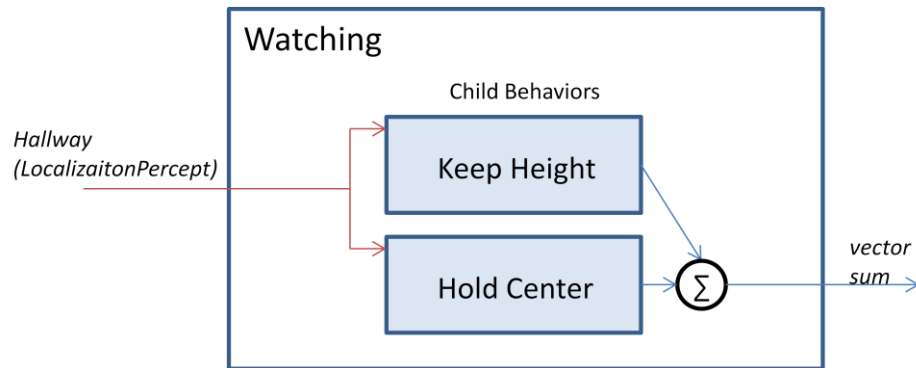 Watching
Child Behaviors
Hallway
(LocalizaitonPercept)
Keep Height
Hold Center
∑
vector
sum